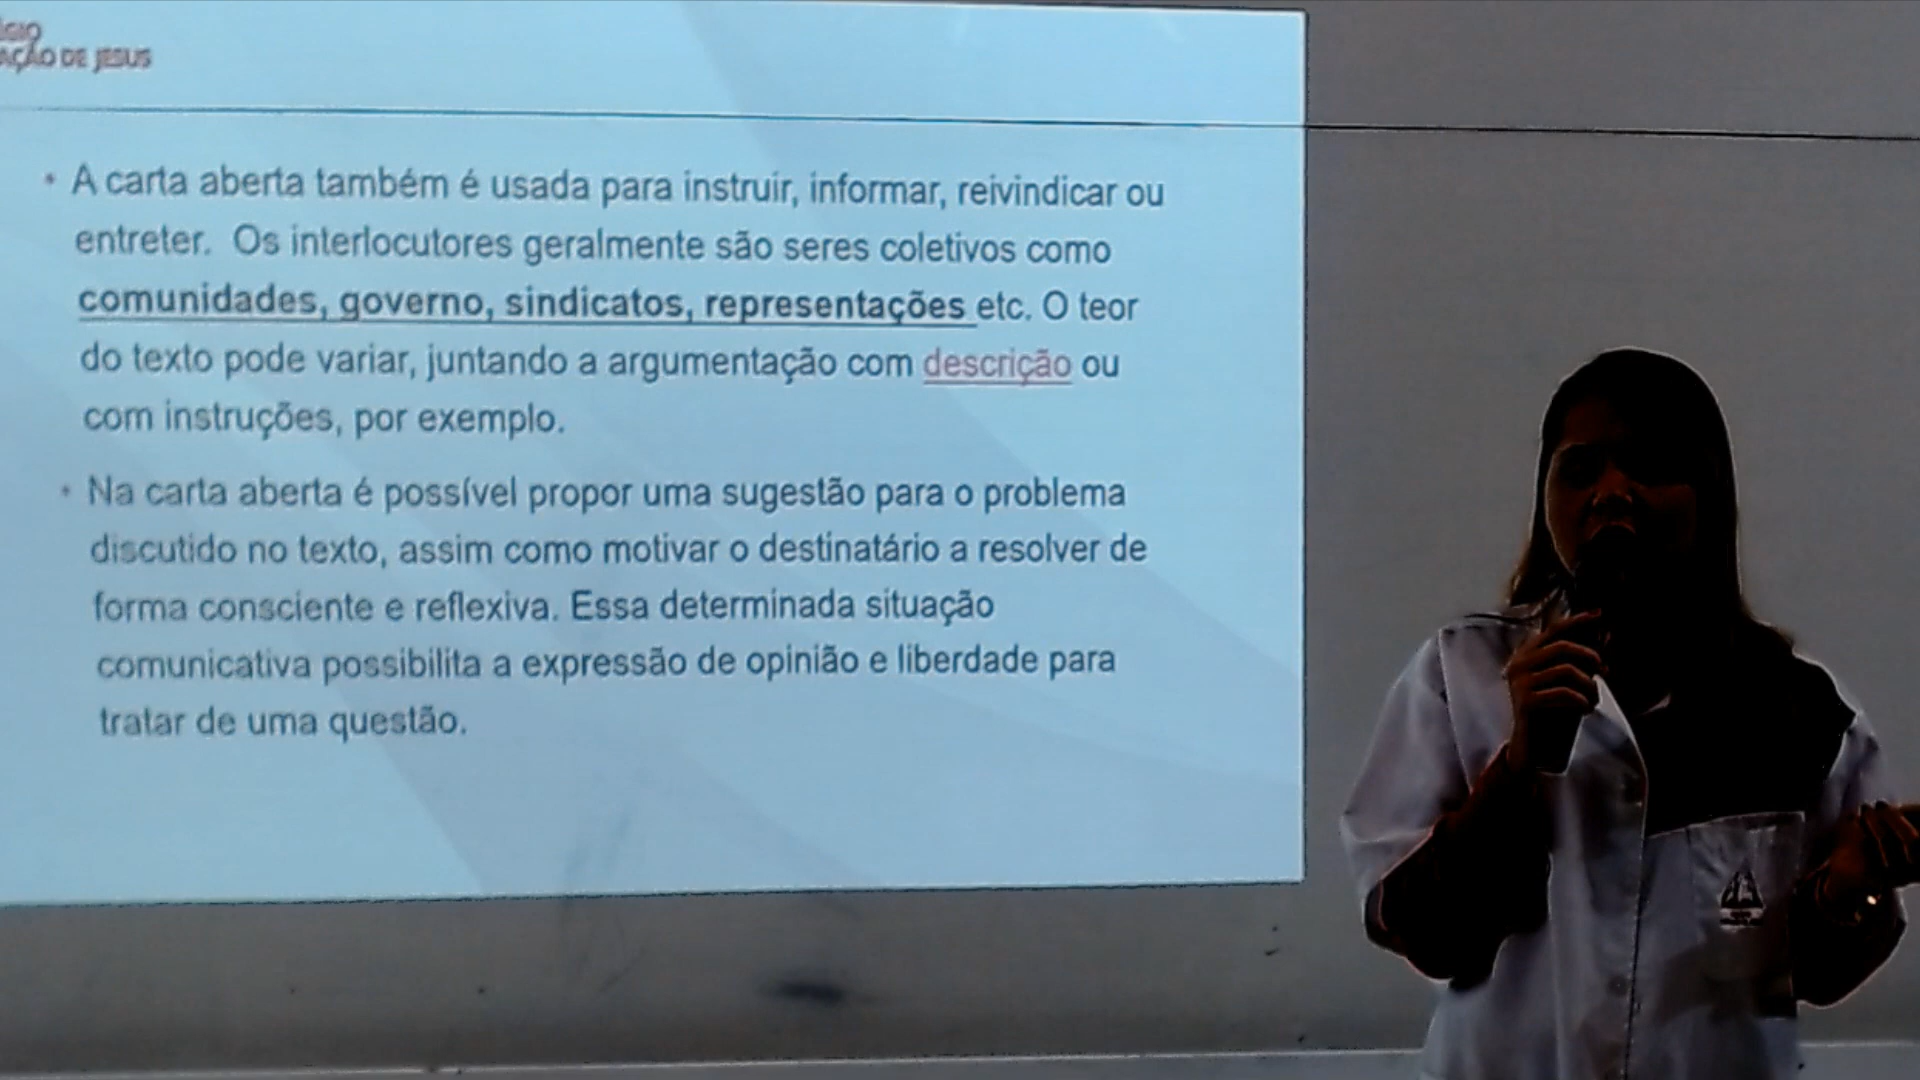 AÇÃO DE JESUS
• A carta aberta também é usada para instruir, informar, reivindicar ou
entreter. Os interlocutores geralmente são seres coletivos como
comunidades, governo, sindicatos, representações etc. O teor
do texto pode variar, juntando a argumentação com descrição ou
com instruções, por exemplo.
• Na carta aberta é possível propor uma sugestão para o problema
discutido no texto, assim como motivar o destinatário a resolver de
forma consciente e reflexiva. Essa determinada situação
comunicativa possibilita a expressão de opinião e liberdade para
tratar de uma questão.